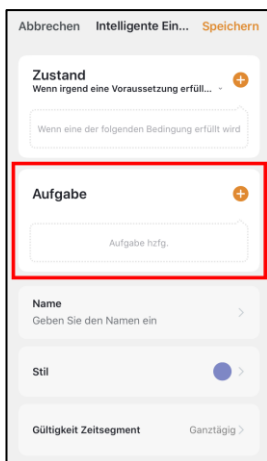 Abbrechen Intelligente Ein... Speichern
Zustand
Wenn irgend eine Voraussetzung erfüll...
Wenn eine der folgenden Bedingung erfüllt wird
Aufgabe
Aufgabe hzfg.
Name
Geben Sie den Namen ein
Stil
Gültigkeit Zeitsegment Ganztägig